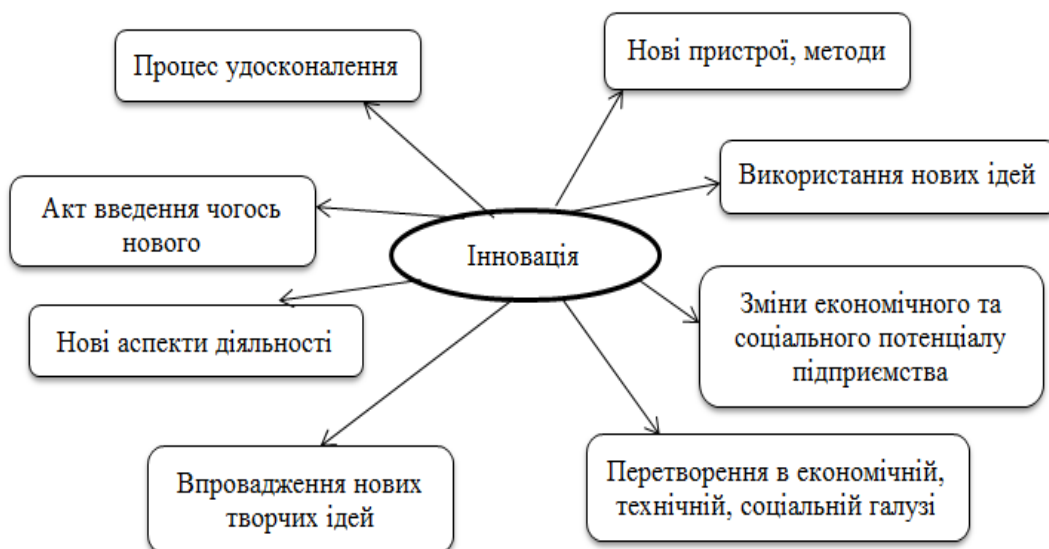 Процес удосконалення
Нові пристрої, методи
Використання нових ідей
Акт введення чогось
нового
Інновація
Зміни економічного та
соціального потенціалу
підприємства
Нові аспекти діяльності
Впровадження нових
творчих ідей
Перетворення в економічній,
технічній, соціальній галузі